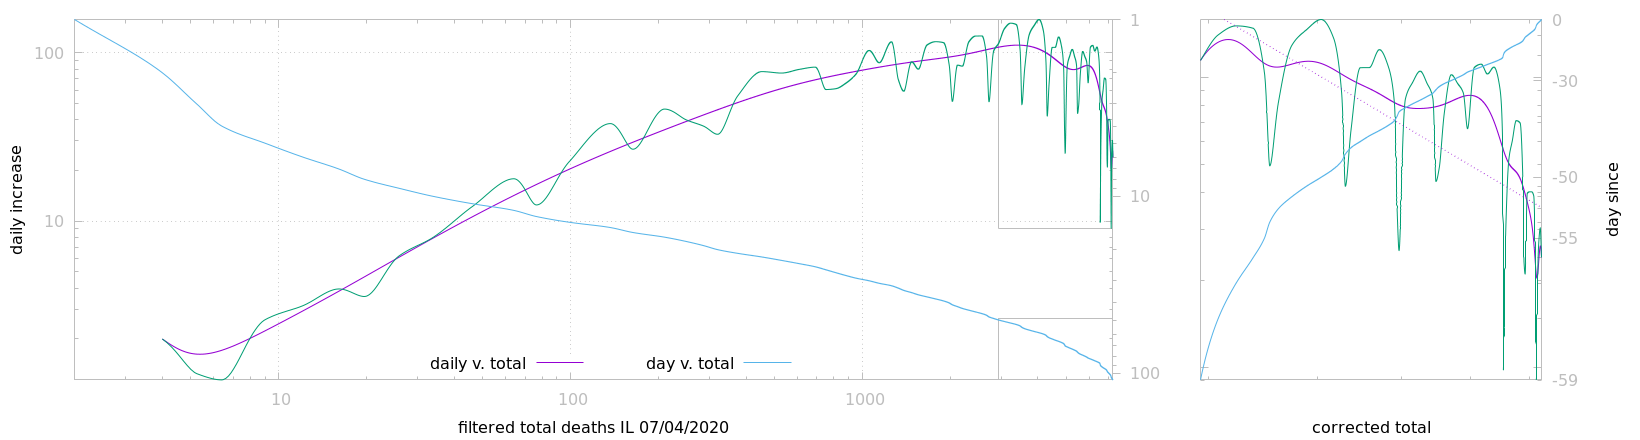 daily increase
100
10
10
100
1000
filtered total deaths IL 07/04/2020
daily v. total
day v. total
1
10
100
0
-30
-50
-55
-59
day since
corrected total